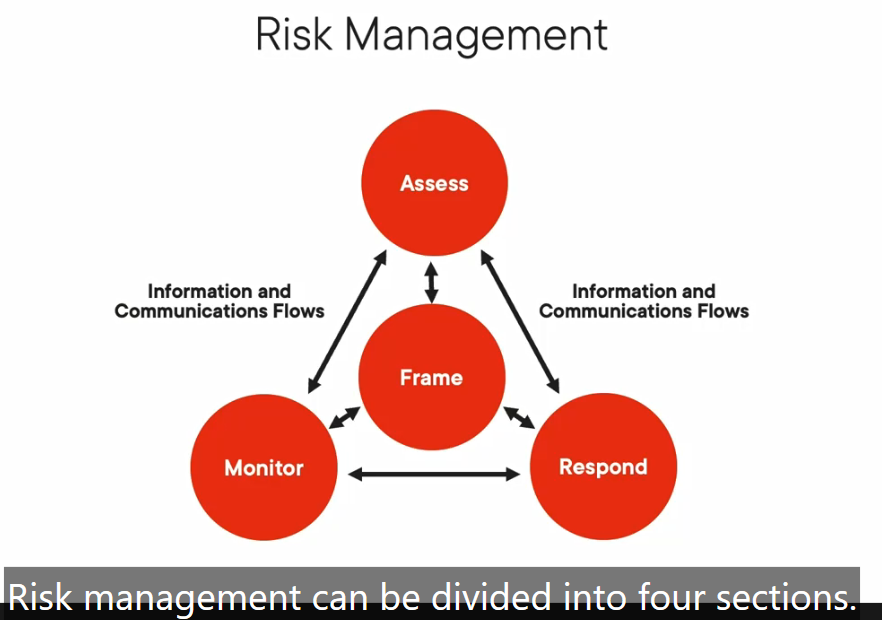 Risk Management
Assess
Information and
Communications Flows
Information and
Communications Flows
Frame
Monitor
Respond
Risk management can be divided into four sections.